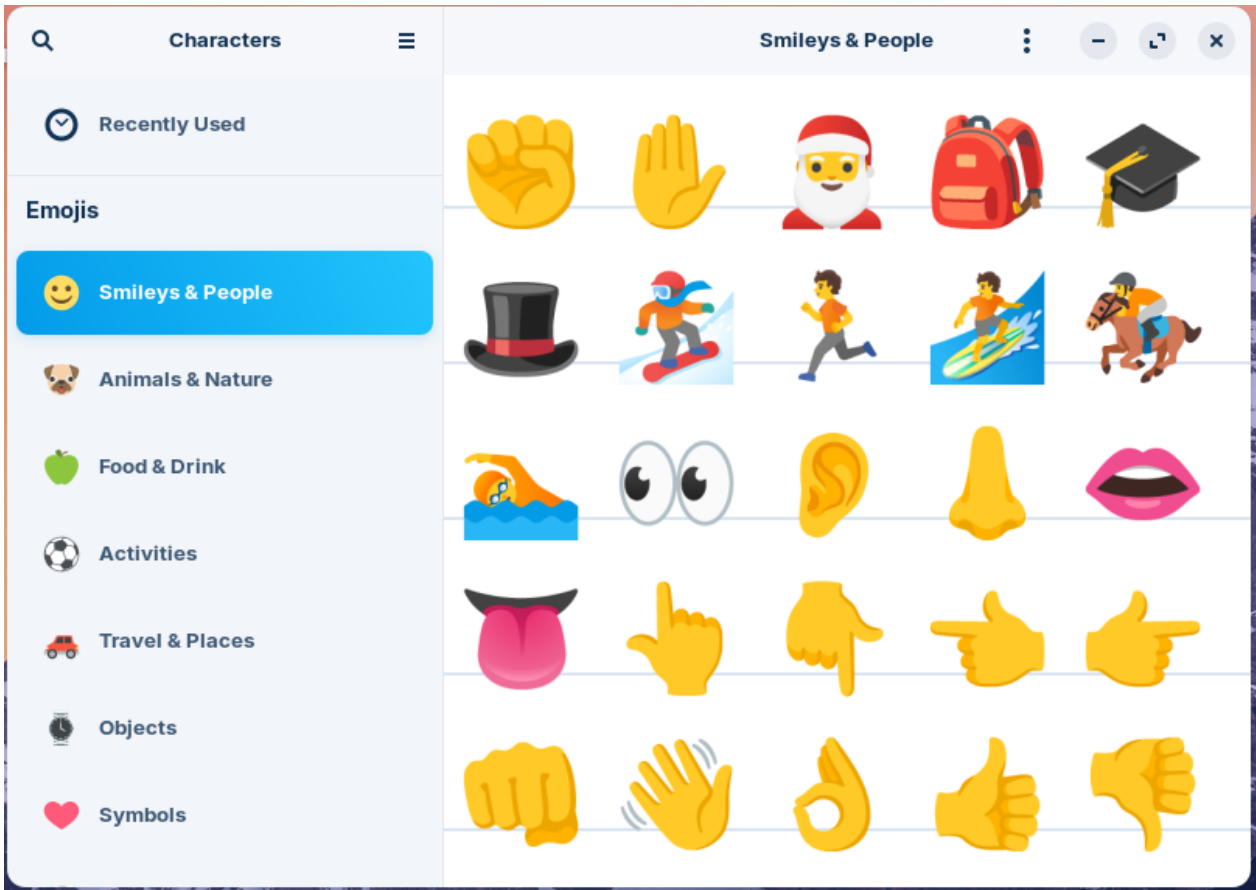 Characters
Smileys & People
Recently Used
Emojis
Smileys & People
Animals & Nature
Food & Drink
Activities
Travel & Places
Objects
Symbols